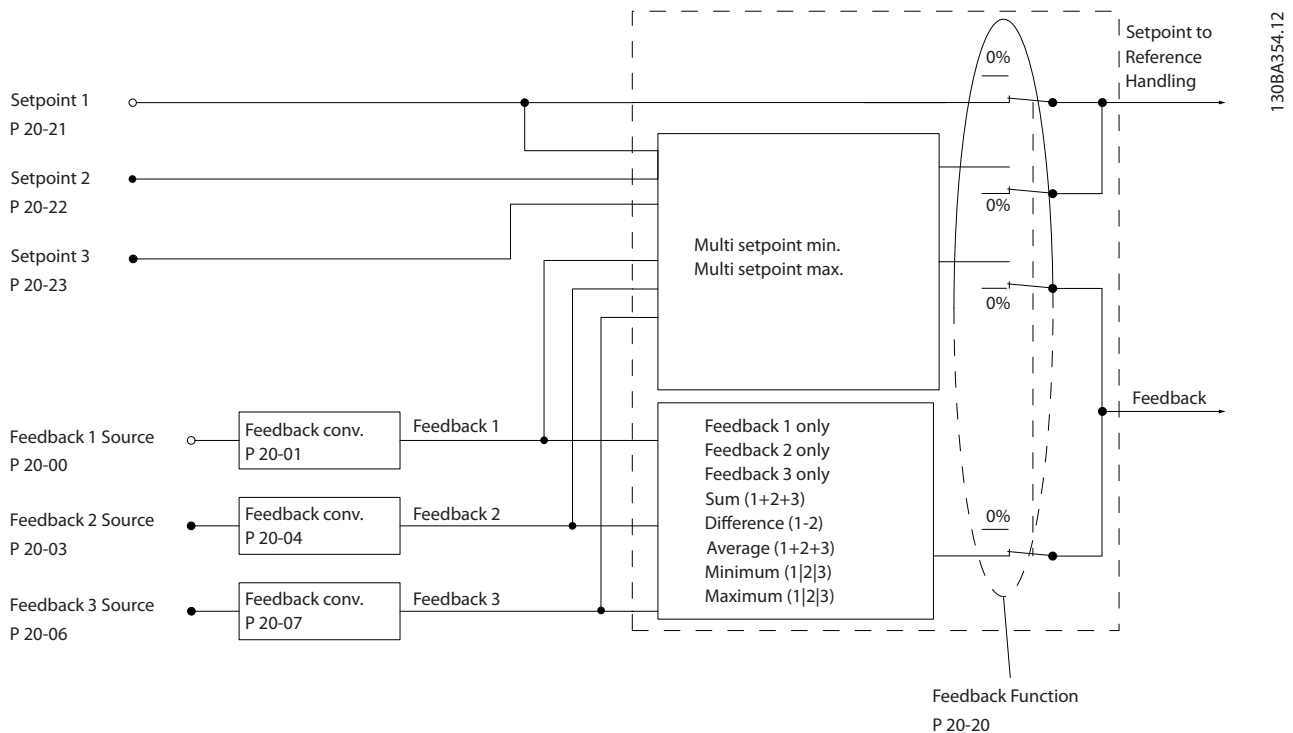 130BA354.12
Setpoint to
Reference
Handling
0%
Setpoint 1
P 20-21
Setpoint 2
P 20-22
0%
Setpoint 3
P 20-23
Multi setpoint min.
Multi setpoint max.
0%
Feedback
Feedback 1 Source
P 20-00
Feedback conv.
P 20-01
Feedback 1
Feedback 2 Source
P 20-03
Feedback conv.
P 20-04
Feedback 2
Feedback 3 Source
P 20-06
Feedback conv.
P 20-07
Feedback 3
Feedback 1 only
Feedback 2 only
Feedback 3 only
Sum (1+2+3)
Difference (1-2)
Average (1+2+3)
Minimum (1|2|3)
Maximum (1|2|3)
0%
Feedback Function
P 20-20